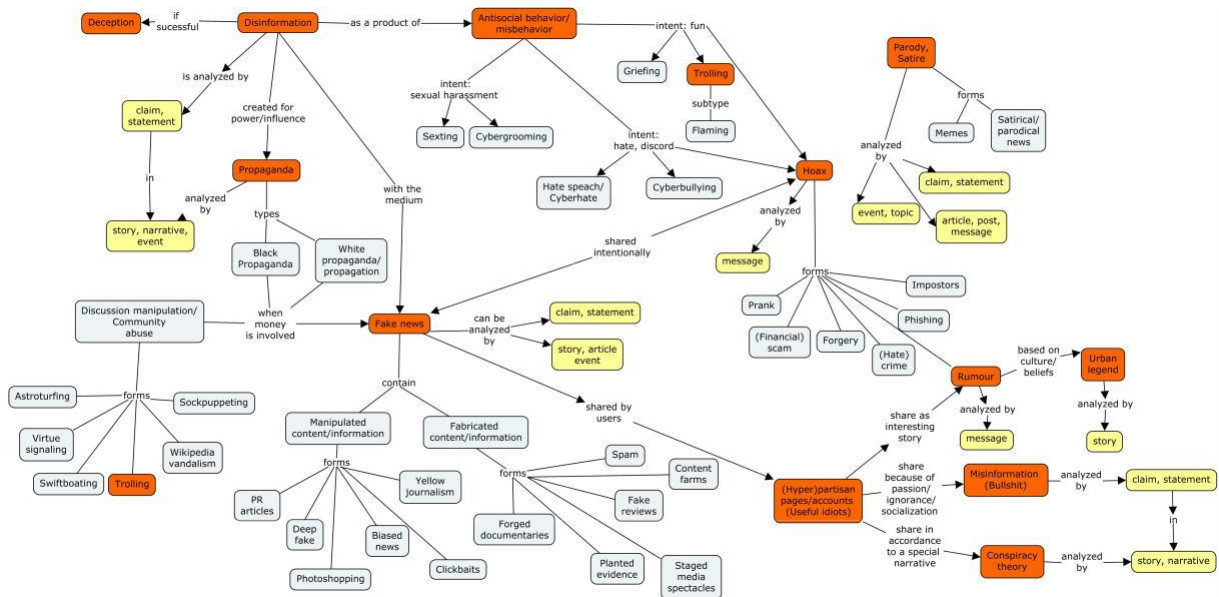 Deception
if
sucessful
Disinformation
as a product of
Antisocial behavior/
misbehavior
intent: fun
Griefing
Trolling
subtype
Flaming
Parody,
Satire
forms
Memes
Satirical/
parodical
news
is analyzed by
claim,
statement
in
story, narrative,
event
created for
power/influence
Propaganda
analyzed
by
types
Black
Propaganda
White
propaganda/
propagation
when
money
is involved
with the
medium
intent:
sexual harassment
Sexting
Cybergrooming
intent:
hate, discord
Hate speach/
Cyberhate
Cyberbullying
Hoax
analyzed
by
message
shared
intentionally
analyzed
by
claim, statement
event, topic
article, post,
message
forms
Impostors
Prank
Phishing
(Financial)
scam
Forgery
(Hate)
crime
Discussion manipulation/
Community
abuse
Fake news
can be
analyzed
by
claim, statement
story, article
event
forms
Astroturfing
Sockpuppeting
Virtue
signaling
Wikipedia
vandalism
Swiftboating
Trolling
contain
Manipulated
content/information
Fabricated
content/information
forms
PR
articles
Yellow
journalism
Deep
fake
Biased
news
Photoshopping
Clickbaits
forms
Spam
Content
farms
Fake
reviews
Forged
documentaries
Planted
evidence
Staged
media
spectacles
shared by
users
(Hyper)partisan
pages/accounts
(Useful idiots)
share as
interesting
story
Rumour
based on
culture/
beliefs
Urban
legend
analyzed
by
message
analyzed by
story
share
because of
passion/
ignorance/
socialization
Misinformation
(Bullshit)
analyzed
by
claim, statement
in
share in
accordance
to a special
narrative
Conspiracy
theory
analyzed
by
story, narrative